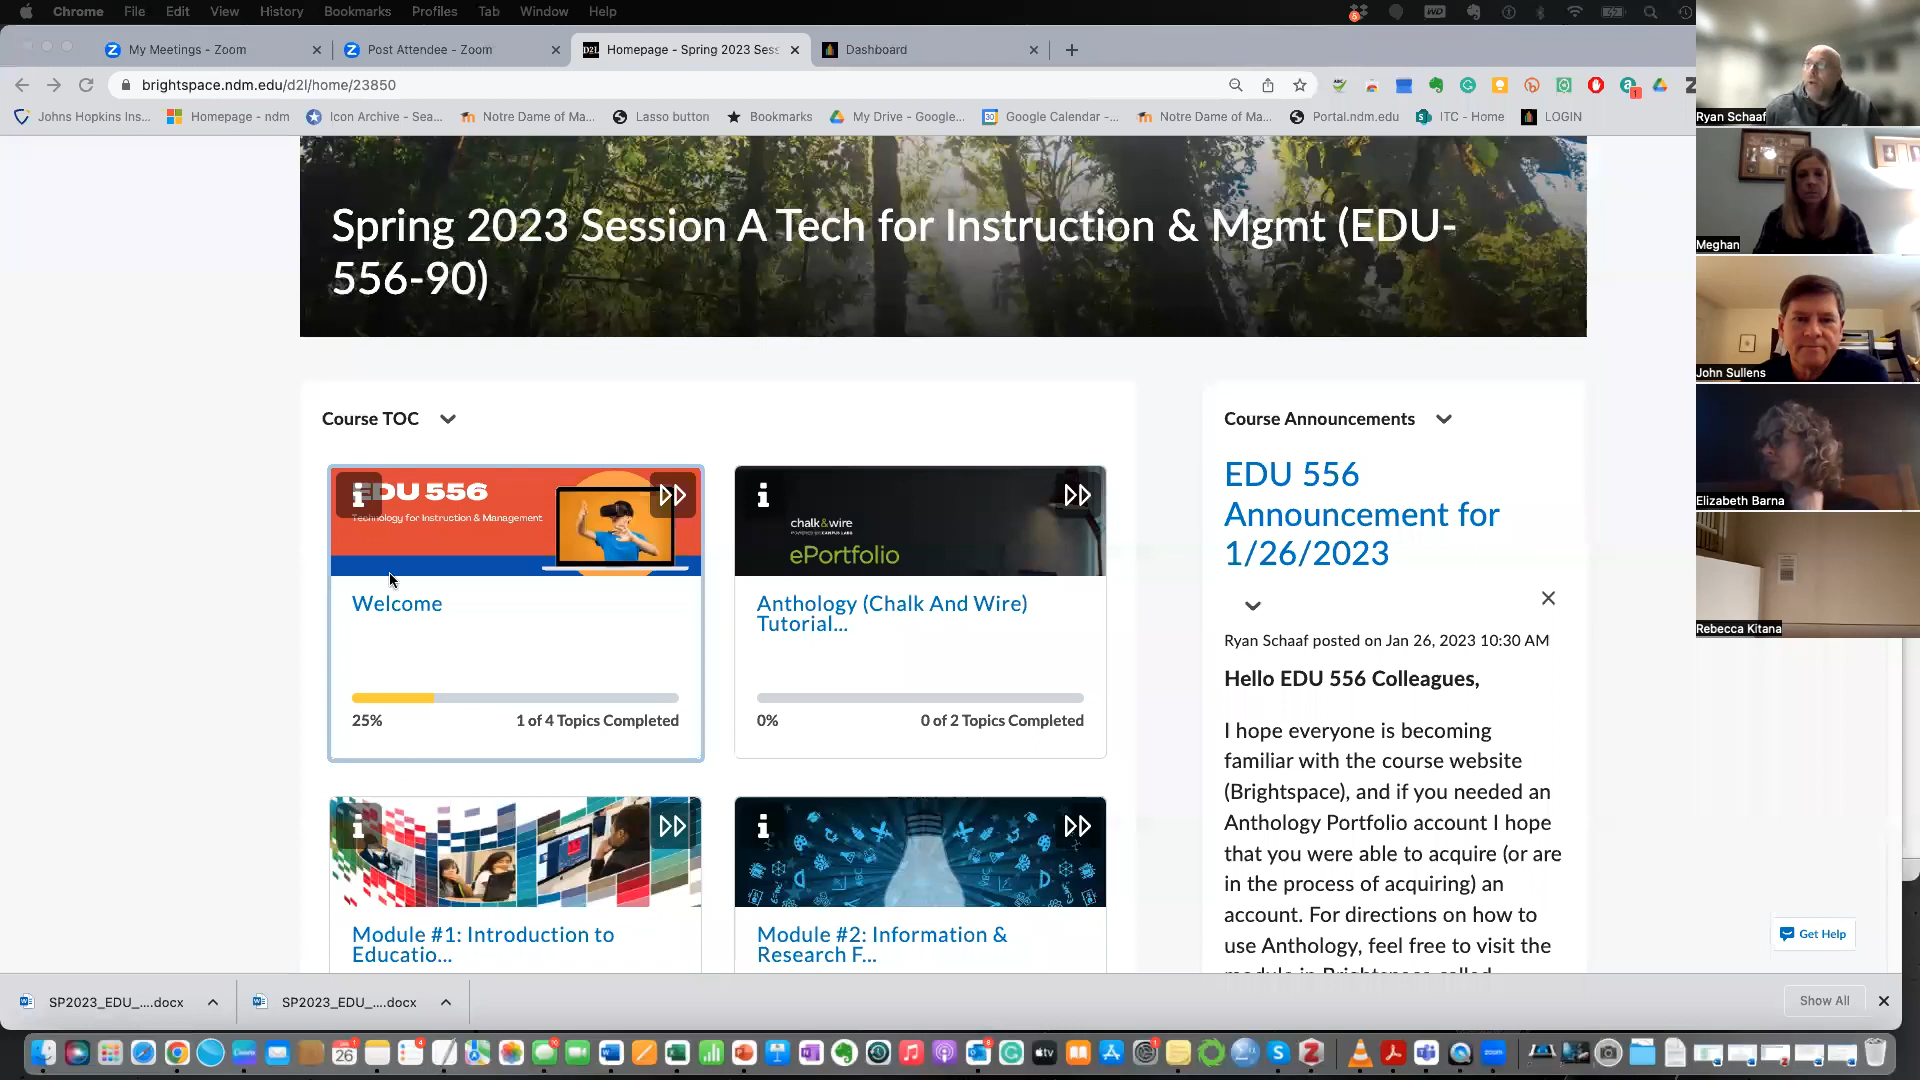 Chrome File Edit View History Bookmarks Profiles Tab Window Help
My Meetings - Zoom
Post Attendee - Zoom
Homepage - Spring 2023 Sess
Dashboard
brightspace.ndm.edu/d2l/home/23850
Johns Hopkins Ins...
Homepage - ndm
Icon Archive - Sea...
Notre Dame of Ma...
Lasso button
Bookmarks
My Drive - Google...
Google Calendar -...
Notre Dame of Ma...
Portal.ndm.edu
ITC - Home
LOGIN
Spring 2023 Session A Tech for Instruction & Mgmt (EDU-
556-90)
Course TOC
EDU 556
Technology for Instruction & Management
Welcome
25%
1 of 4 Topics Completed
chalk&wire
ePortfolio
Anthology (Chalk And Wire)
Tutorial...
0%
0 of 2 Topics Completed
Module #1: Introduction to
Educatio...
Module #2: Information &
Research F...
Course Announcements
EDU 556
Announcement for
1/26/2023
Ryan Schaaf posted on Jan 26, 2023 10:30 AM
Hello EDU 556 Colleagues,
I hope everyone is becoming
familiar with the course website
(Brightspace), and if you needed an
Anthology Portfolio account I hope
that you were able to acquire (or are
in the process of acquiring) an
account. For directions on how to
use Anthology, feel free to visit the
module in Brightspace called
Get Help
Ryan Schaaf
Meghan
John Sullens
Elizabeth Barna
Rebecca Kitana
SP2023_EDU_....docx
SP2023_EDU_....docx
Show All